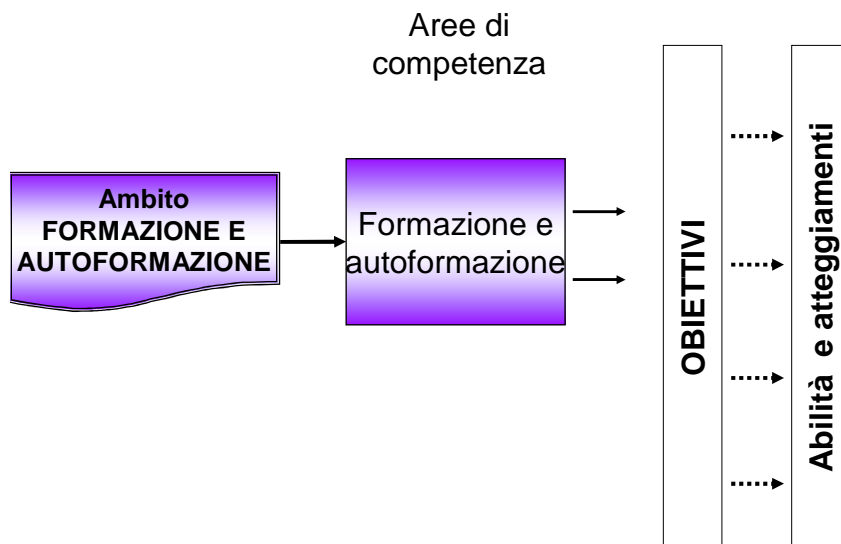 Aree di
competenza
Ambito
FORMAZIONE E
AUTOFORMAZIONE
Formazione e
autoformazione
OBIETTIVI
Abilità e atteggiamenti